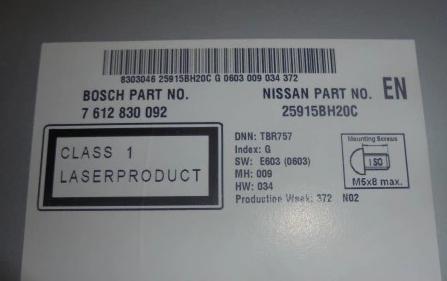 8303046 25915BH20C G 0603 009 034 372
BOSCH PART NO.
7 612 830 092
NISSAN PART NO.
25915BH20C
EN
CLASS 1
LASERPRODUCT
DNN: TBR757
Index: G
SW: E603 (0603)
MH: 009
HW: 034
Production Week: 372 N02
Mounting Screws
ISO
M5x8 max.